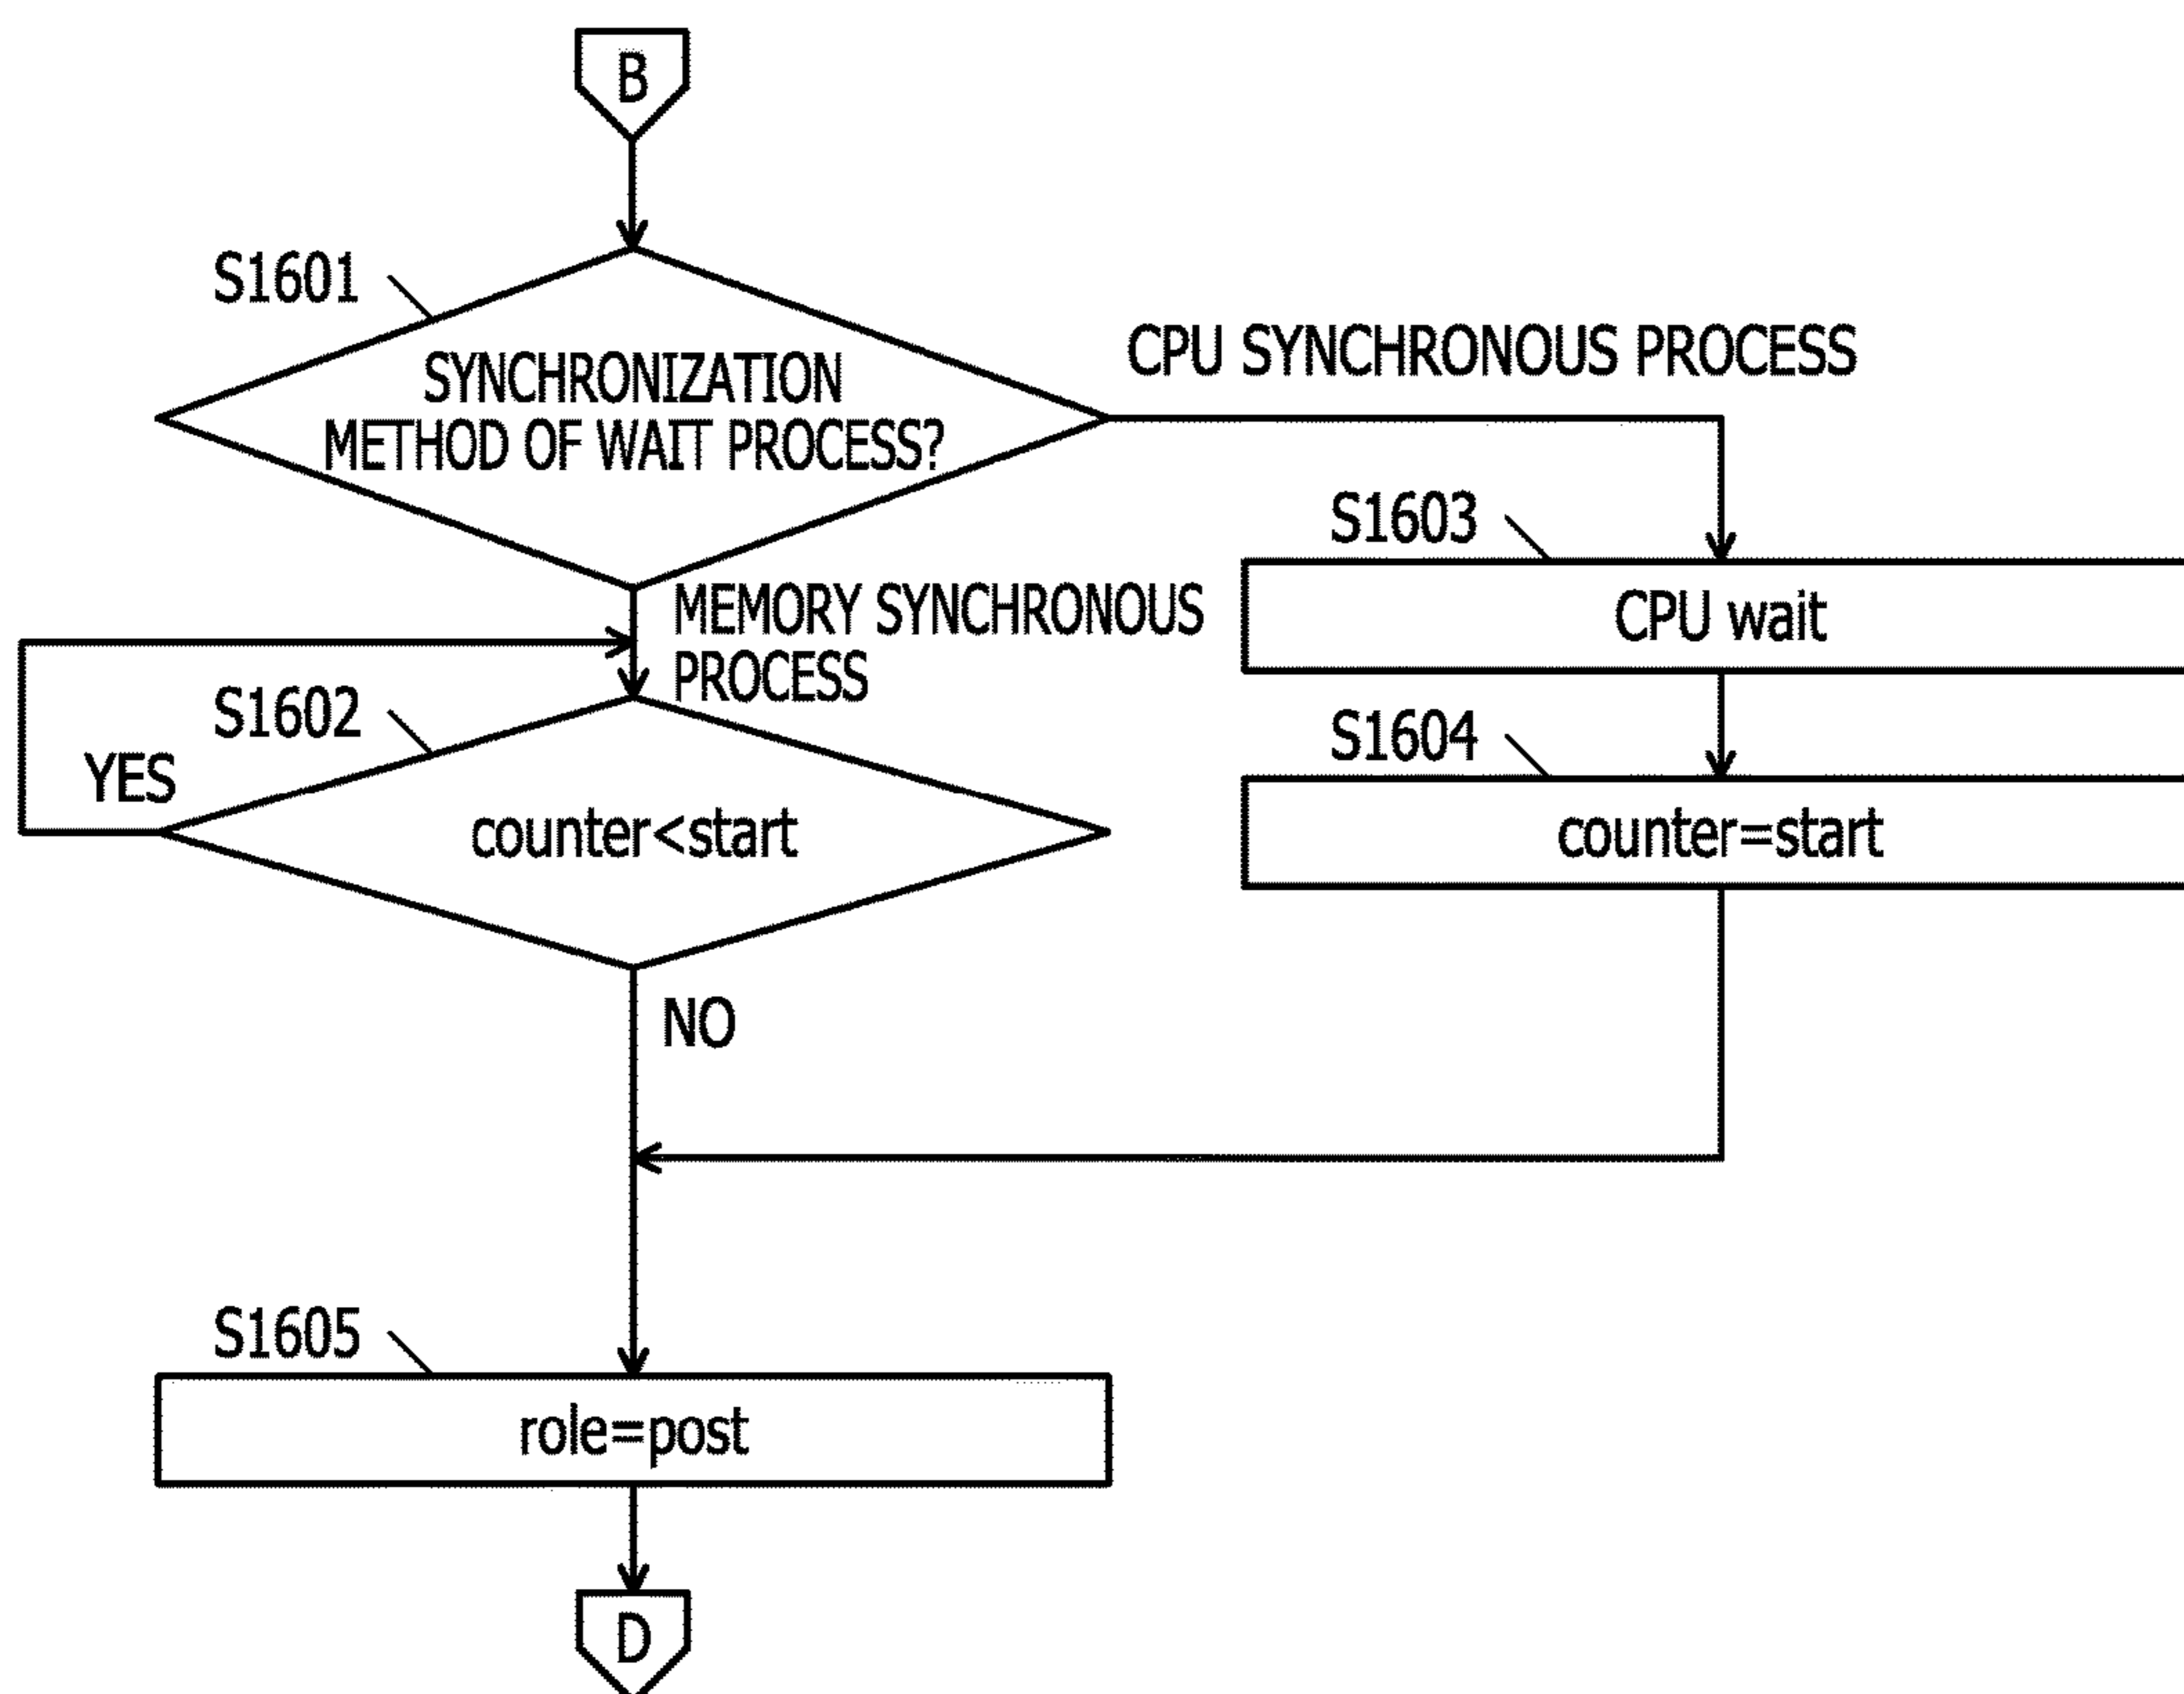 B
S1601
SYNCHRONIZATION
METHOD OF WAIT PROCESS?
CPU SYNCHRONOUS PROCESS
MEMORY SYNCHRONOUS
PROCESS
S1602
YES
counter<start
NO
S1603
CPU wait
S1604
counter=start
S1605
role=post
D